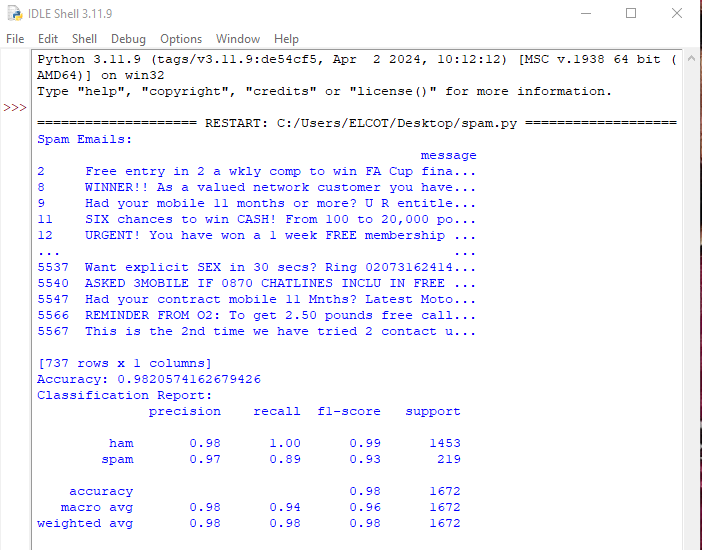 IDLE Shell 3.11.9
File Edit Shell Debug Options Window Help
Python 3.11.9 (tags/v3.11.9:de54cf5, Apr  2 2024, 10:12:12) [MSC v.1938 64 bit (
AMD64)] on win32
Type "help", "copyright", "credits" or "license()" for more information.
>>>
==================== RESTART: C:/Users/ELCOT/Desktop/spam.py ===================
Spam Emails:
                                                message
2     Free entry in 2 a wkly comp to win FA Cup fina...
8     WINNER!! As a valued network customer you have...
9     Had your mobile 11 months or more? U R entitle...
11    SIX chances to win CASH! From 100 to 20,000 po...
12    URGENT! You have won a 1 week FREE membership ...
...                                                 ...
5537  Want explicit SEX in 30 secs? Ring 02073162414...
5540  ASKED 3MOBILE IF 0870 CHATLINES INCLU IN FREE ...
5547  Had your contract mobile 11 Mnths? Latest Moto...
5566  REMINDER FROM O2: To get 2.50 pounds free call...
5567  This is the 2nd time we have tried 2 contact u...
[737 rows x 1 columns]
Accuracy: 0.9820574162679426
Classification Report:
              precision    recall  f1-score   support
         ham       0.98      1.00      0.99      1453
        spam       0.97      0.89      0.93       219
    accuracy                           0.98      1672
   macro avg       0.98      0.94      0.96      1672
weighted avg       0.98      0.98      0.98      1672